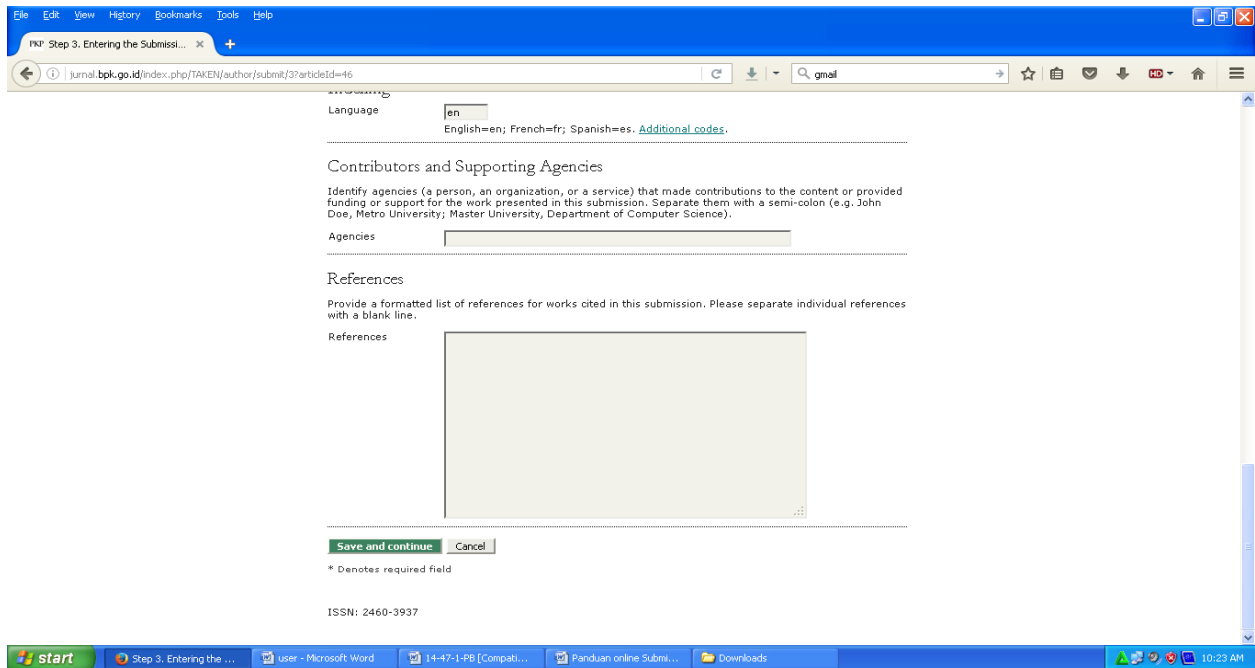 File Edit View History Bookmarks Tools Help
PKP Step 3. Entering the Submissi... × +
jurnal.bpk.go.id/index.php/TAKEN/author/submit/3?articleId=46
gmail
HD
Indexing
Language
en
English=en; French=fr; Spanish=es. Additional codes.
Contributors and Supporting Agencies
Identify agencies (a person, an organization, or a service) that made contributions to the content or provided
funding or support for the work presented in this submission. Separate them with a semi-colon (e.g. John
Doe, Metro University; Master University, Department of Computer Science).
Agencies
References
Provide a formatted list of references for works cited in this submission. Please separate individual references
with a blank line.
References
Save and continue Cancel
* Denotes required field
ISSN: 2460-3937
start Step 3. Entering the ... user - Microsoft Word 14-47-1-PB [Compati... Panduan online Submi... Downloads 10:23 AM